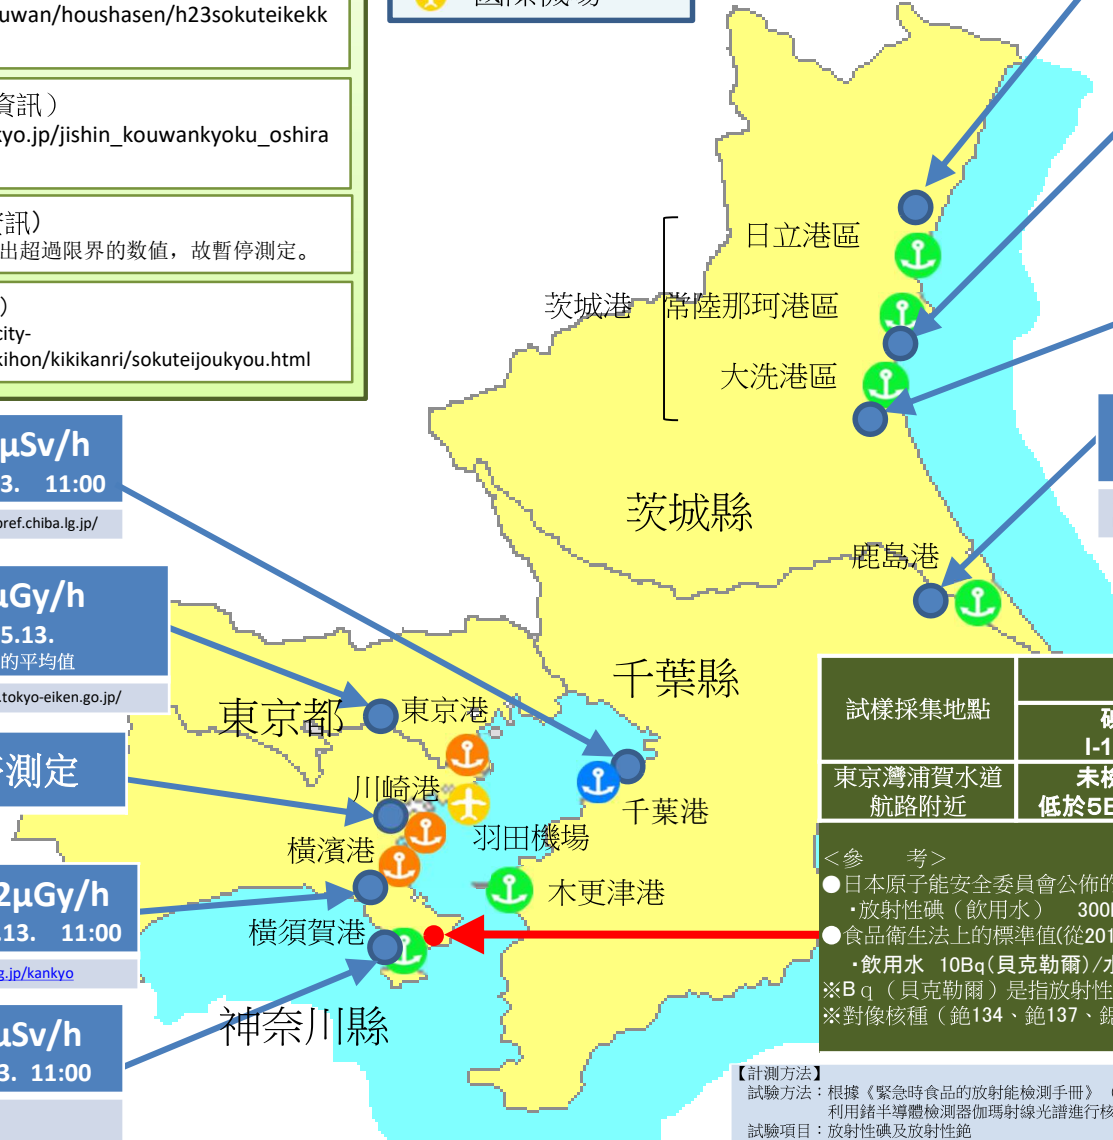 國際機場
uwan/houshasen/h23sokuteikekk
資訊）
kyo.jp/jishin_kouwankyoku_oshira
資訊)
出超過限界的数値，故暫停測定。
)
city-
kihon/kikikanri/sokuteijoukyou.html
日立港區
茨城港
常陸那珂港區
大洗港區
茨城縣
鹿島港
μSv/h
3. 11:00
pref.chiba.lg.jp/
μGy/h
5.13.
的平均值
.tokyo-eiken.go.jp/
測定
2μGy/h
.13. 11:00
g.jp/kankyo
μSv/h
3. 11:00
千葉縣
東京都
東京港
川崎港
羽田機場
千葉港
橫濱港
木更津港
橫須賀港
神奈川縣
試樣採集地點
I-1
東京灣浦賀水道
航路附近
未檢
低於5B
＜參　考＞
●日本原子能安全委員會公佈的
・放射性碘（飲用水） 300
●食品衛生法上的標準值(從201
・飲用水 10Bq(貝克勒爾)/水
※Bq（貝克勒爾）是指放射性
※對像核種（銫134、銫137、鍶
【計測方法】
試驗方法：根據《緊急時食品的放射能檢測手冊》（
利用鍺半導體檢測器伽瑪射線光譜進行核
試驗項目：放射性碘及放射性銫